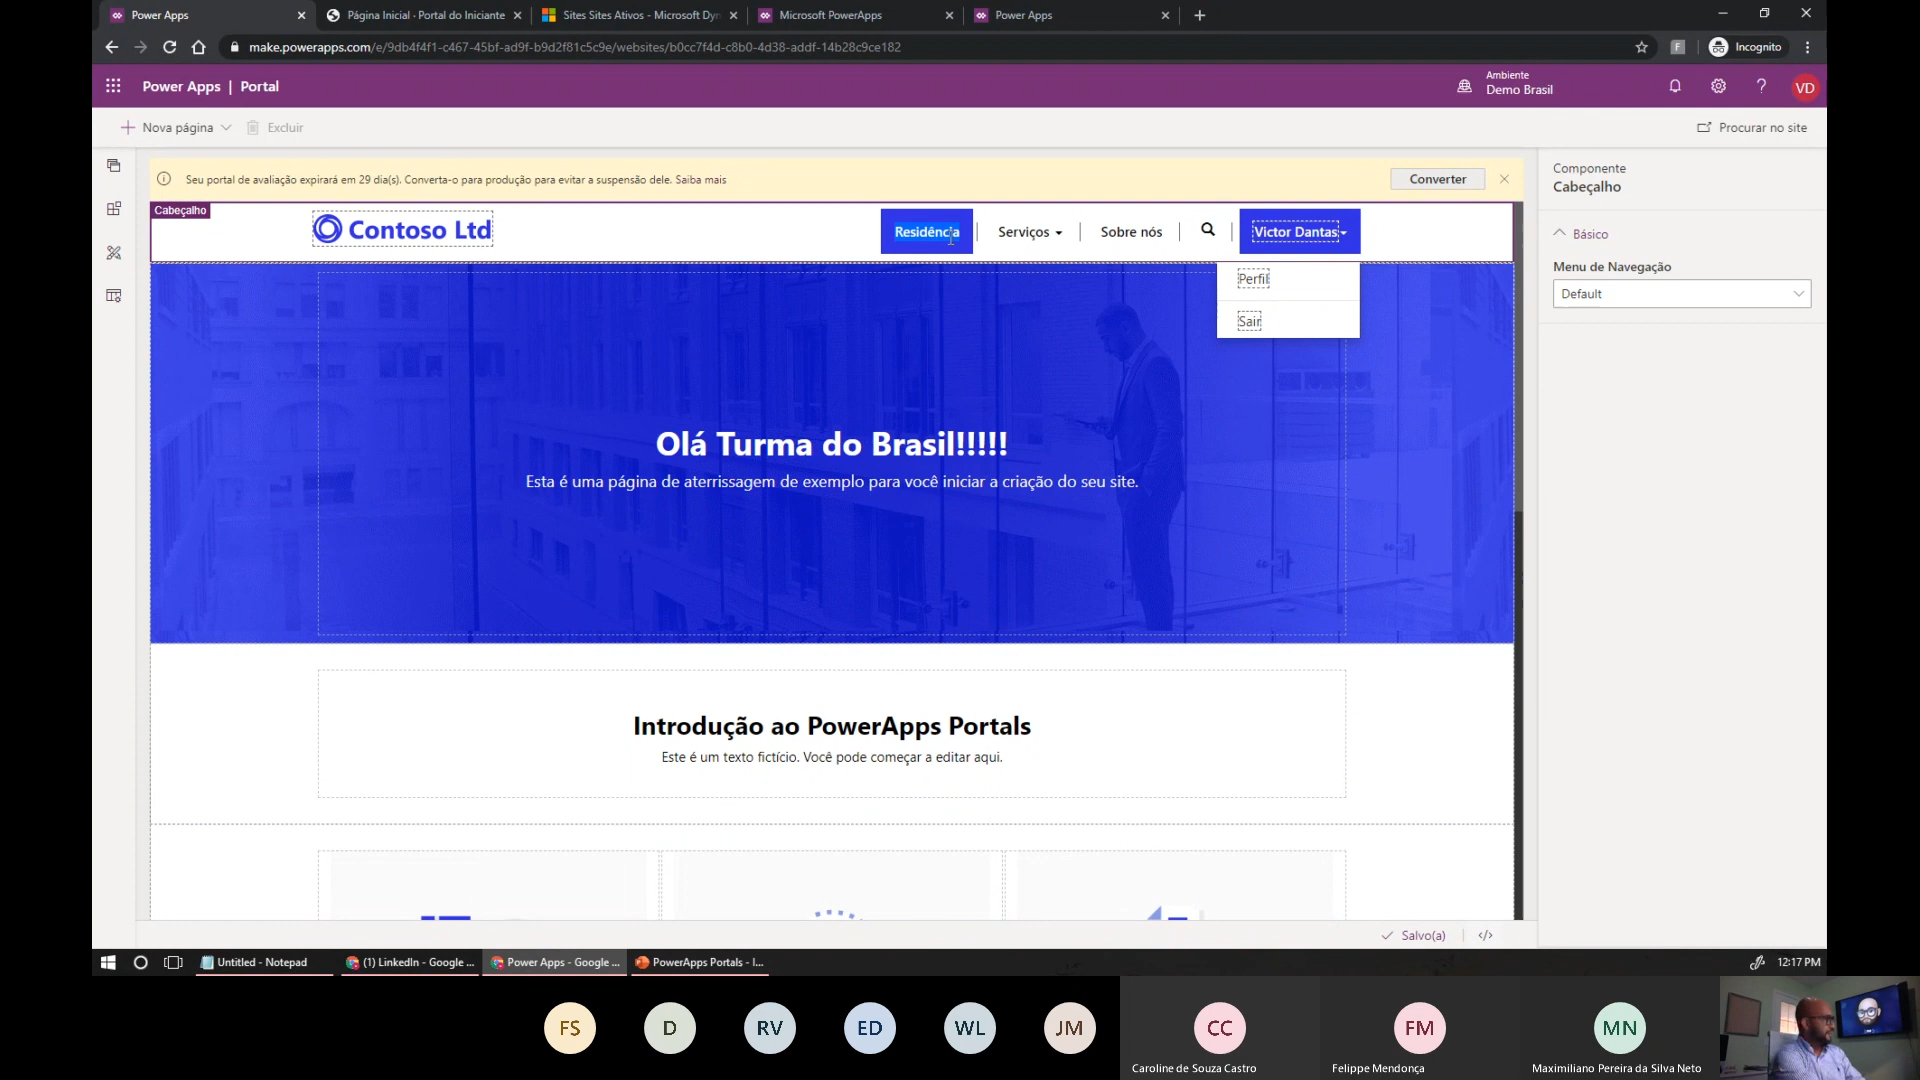 Power Apps
Página Inicial · Portal do Iniciante
Sites Sites Ativos - Microsoft Dyn
Microsoft PowerApps
Power Apps
make.powerapps.com/e/9db4f4f1-c467-45bf-ad9f-b9d2f81c5c9e/websites/b0cc7f4d-c8b0-4d38-addf-14b28c9ce182
Incognito
Power Apps | Portal
Ambiente
Demo Brasil
VD
Nova página
Excluir
Procurar no site
Seu portal de avaliação expirará em 29 dia(s). Converta-o para produção para evitar a suspensão dele. Saiba mais
Converter
Cabeçalho
Contoso Ltd
Residência
Serviços
Sobre nós
Victor Dantas
Perfil
Sair
Olá Turma do Brasil!!!!!
Esta é uma página de aterrissagem de exemplo para você iniciar a criação do seu site.
Introdução ao PowerApps Portals
Este é um texto fictício. Você pode começar a editar aqui.
Componente
Cabeçalho
Básico
Menu de Navegação
Default
Salvo(a)
</>
Untitled - Notepad
(1) LinkedIn - Google ...
Power Apps - Google ...
PowerApps Portals - I...
12:17 PM
FS
D
RV
ED
WL
JM
CC
FM
MN
Caroline de Souza Castro
Felippe Mendonça
Maximiliano Pereira da Silva Neto